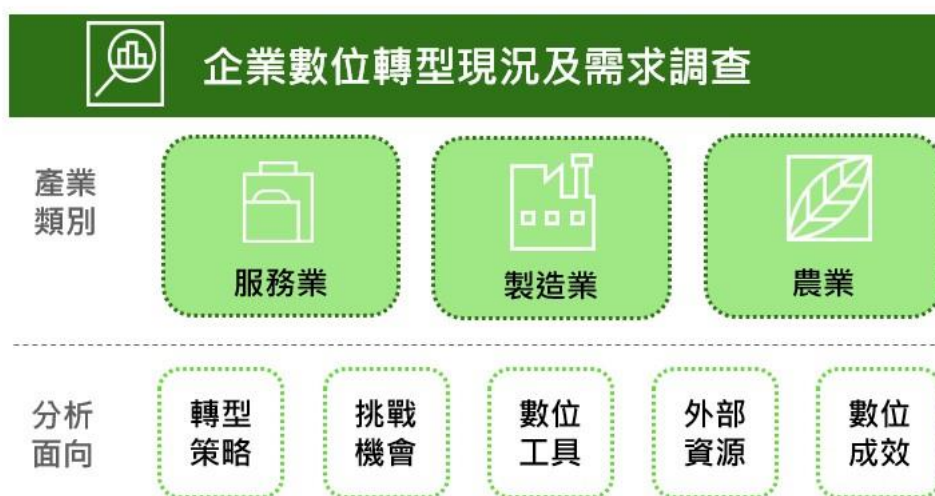 企業數位轉型現況及需求調查
產業
類別
服務業
製造業
農業
分析
面向
轉型
策略
挑戰
機會
數位
工具
外部
資源
數位
成效